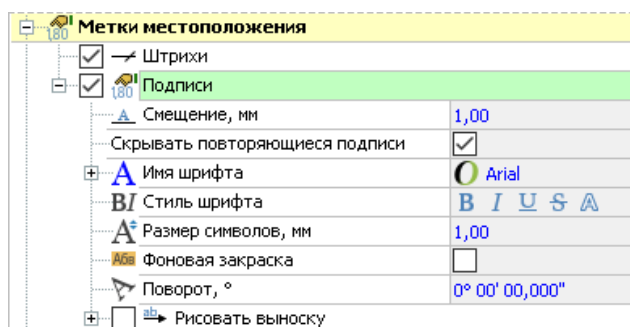 Метки местоположения
Штрихи
Подписи
Смещение, мм 1,00
Скрывать повторяющиеся подписи
Имя шрифта Arial
Стиль шрифта B I U S A
Размер символов, мм 1,00
Фоновая закраска
Поворот, ° 0° 00' 00,000"
Рисовать выноску